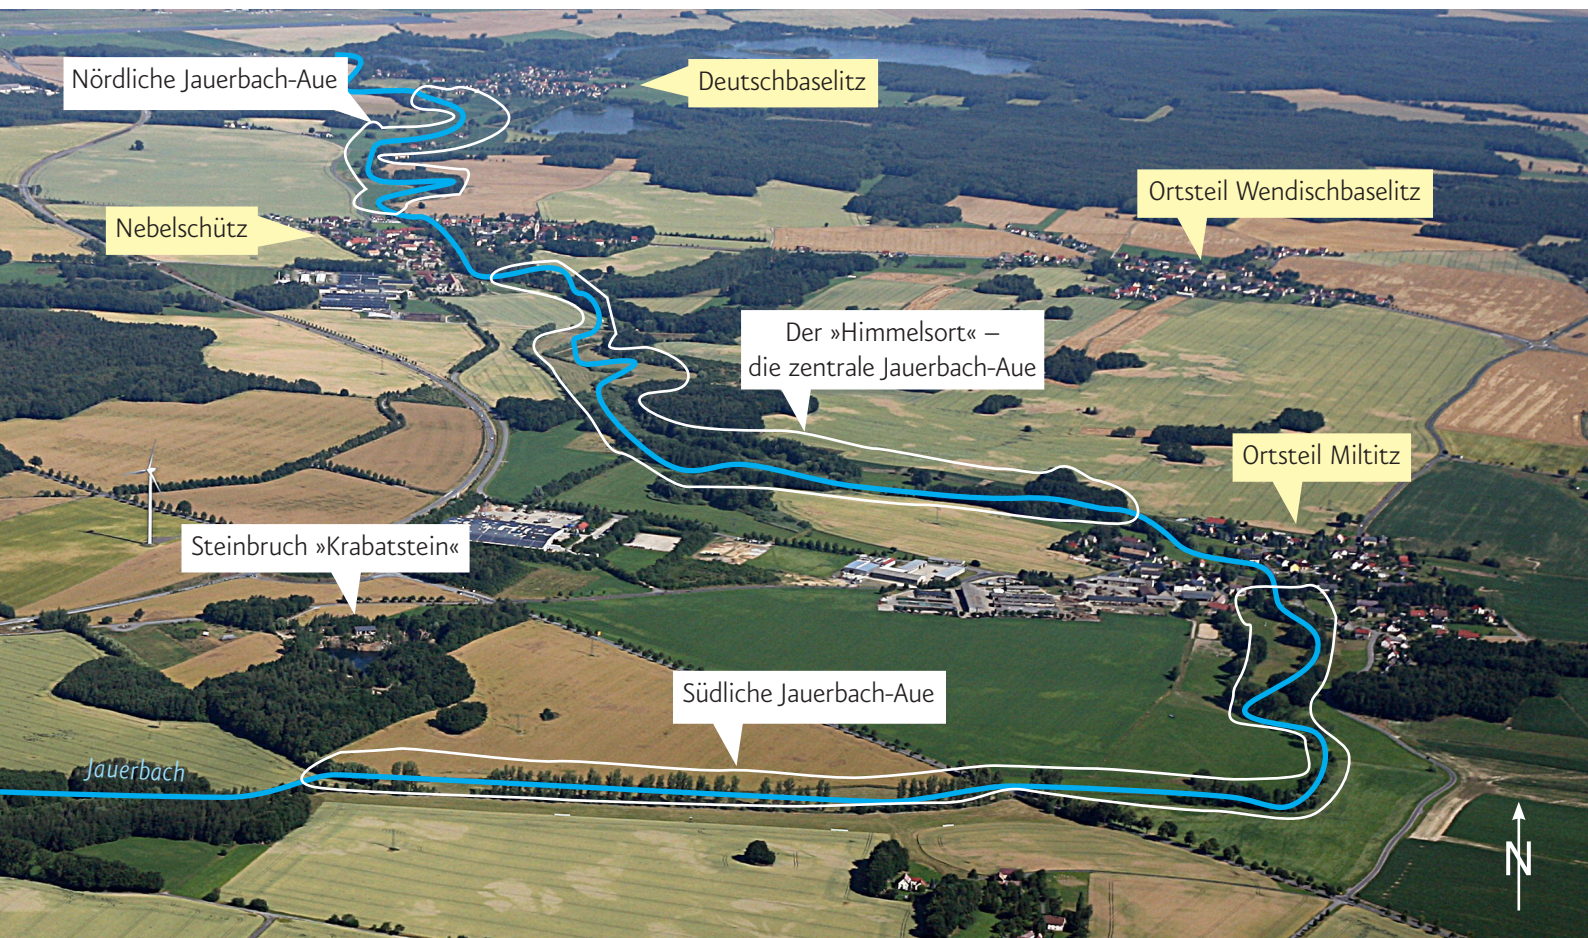 Nördliche Jauerbach-Aue
Deutschbaselitz
Ortsteil Wendischbaselitz
Nebelschütz
Der »Himmelsort« –
die zentrale Jauerbach-Aue
Ortsteil Miltitz
Steinbruch »Krabatstein«
Südliche Jauerbach-Aue
Jauerbach
N